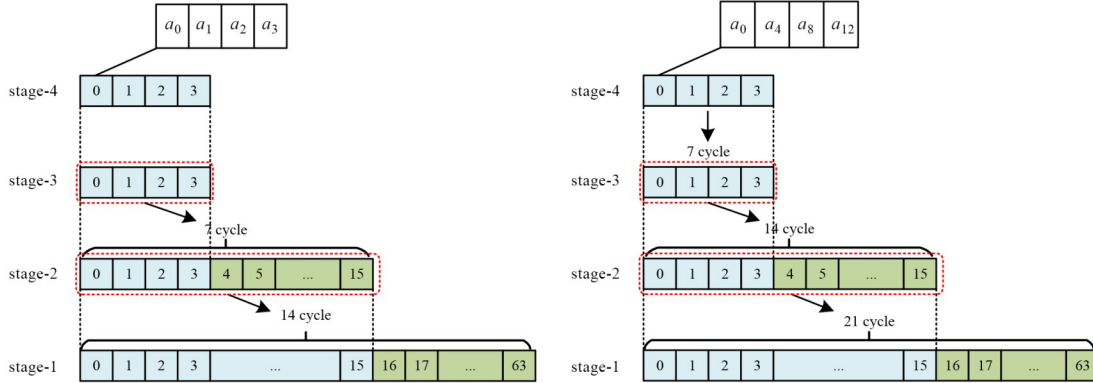 a0 a1 a2 a3
stage-4 0 1 2 3
stage-3 0 1 2 3
7 cycle
stage-2 0 1 2 3 4 5 ... 15
14 cycle
stage-1 0 1 2 3 ... 15 16 17 ... 63
a0 a4 a8 a12
stage-4 0 1 2 3
7 cycle
stage-3 0 1 2 3
14 cycle
stage-2 0 1 2 3 4 5 ... 15
21 cycle
stage-1 0 1 2 3 ... 15 16 17 ... 63